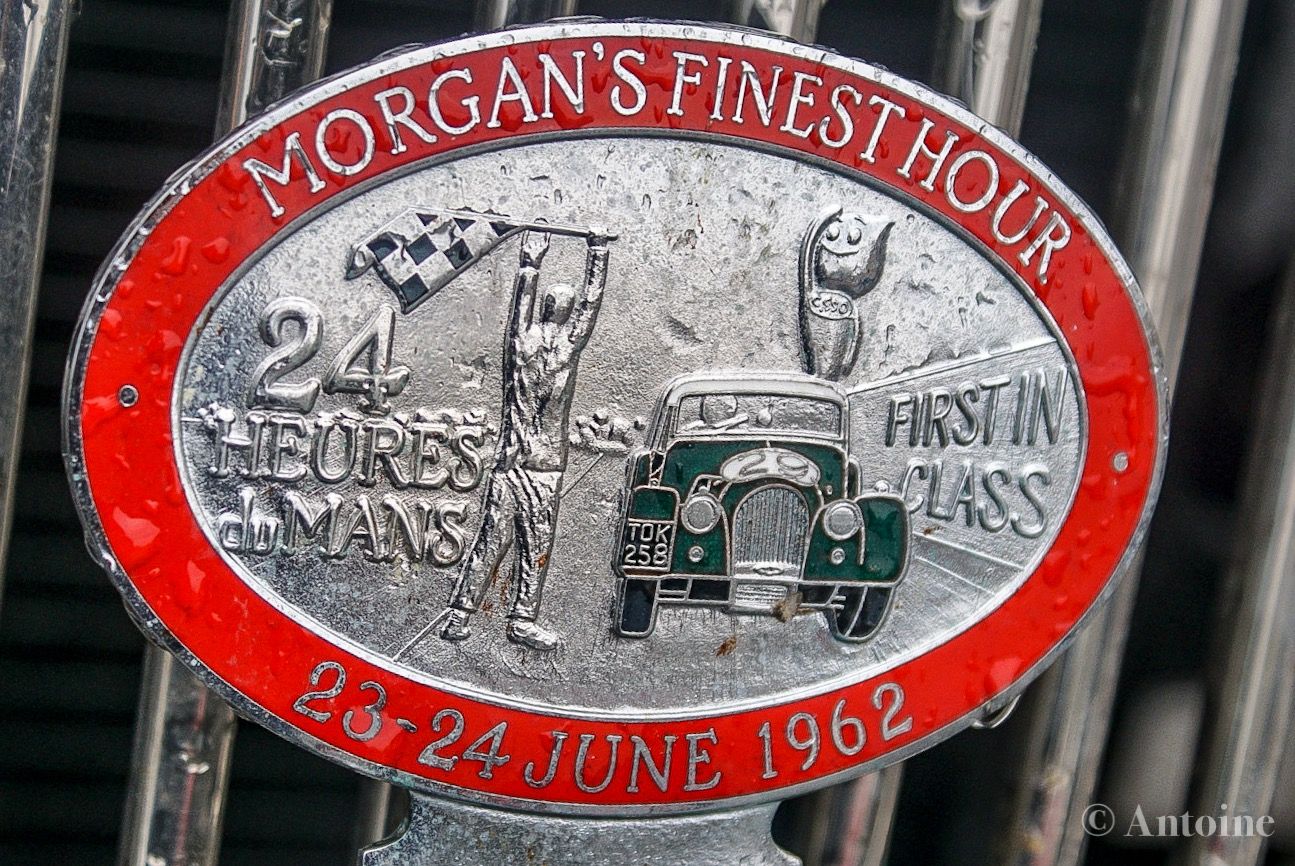 MORGAN'S FINEST HOUR
24
HEURES
du MANS
esso
FIRST IN
CLASS
29
TOK
258
23-24 JUNE 1962
© Antoine